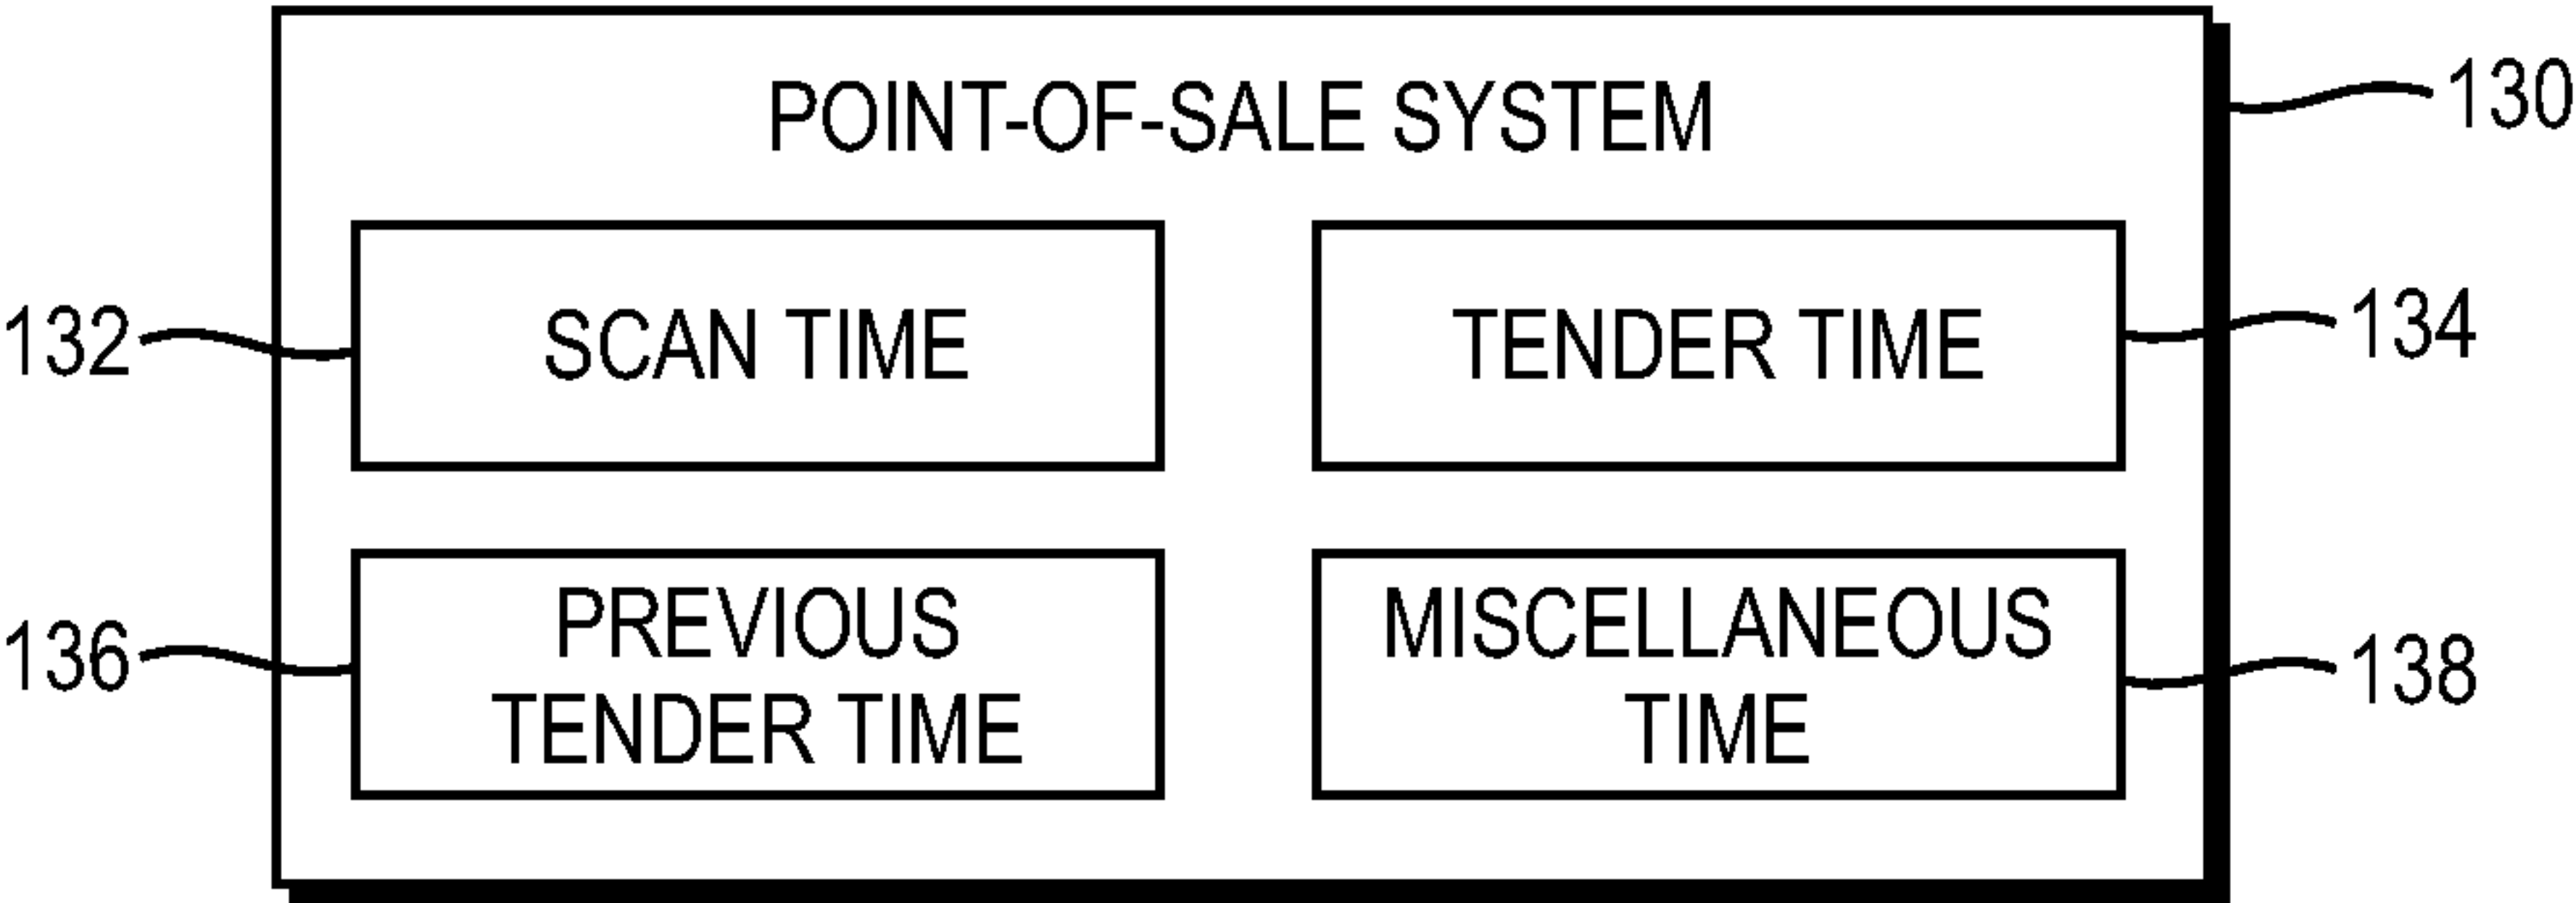 POINT-OF-SALE SYSTEM
130
132
SCAN TIME
TENDER TIME
134
136
PREVIOUS
TENDER TIME
MISCELLANEOUS
TIME
138